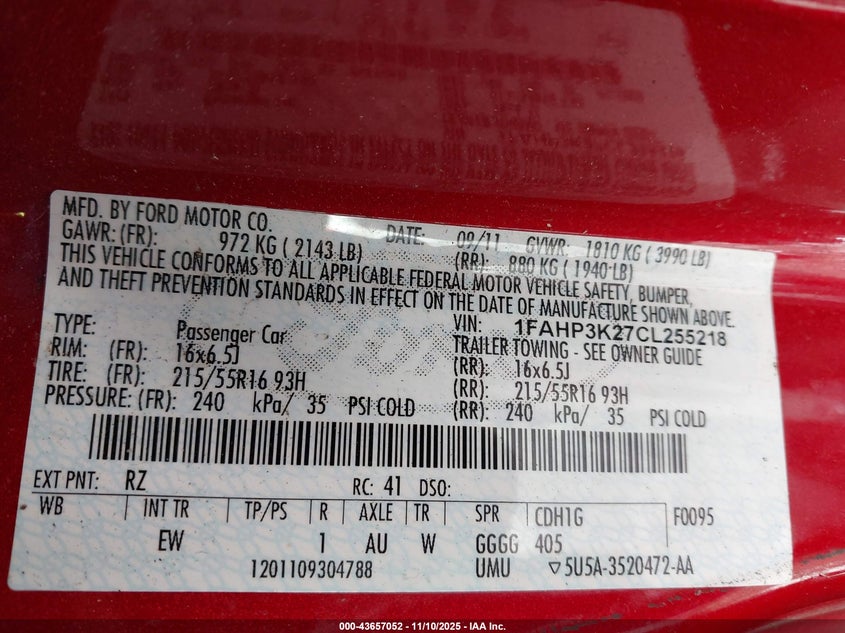 MFD. BY FORD MOTOR CO. DATE: 09/11 GVWR: 1810 KG ( 3990 LB)
GAWR: (FR): 972 KG ( 2143 LB) (RR): 880 KG ( 1940 LB)
THIS VEHICLE CONFORMS TO ALL APPLICABLE FEDERAL MOTOR VEHICLE SAFETY, BUMPER,
AND THEFT PREVENTION STANDARDS IN EFFECT ON THE DATE OF MANUFACTURE SHOWN ABOVE.
VIN: 1FAHP3K27CL255218
TYPE: Passenger Car TRAILER TOWING - SEE OWNER GUIDE
RIM: (FR): 16x6.5J (RR): 16x6.5J
TIRE: (FR): 215/55R16 93H (RR): 215/55R16 93H
PRESSURE: (FR): 240 kPa/ 35 PSI COLD (RR): 240 kPa/ 35 PSI COLD
EXT PNT: RZ RC: 41 DSO:
WB INT TR TP/PS R AXLE TR SPR CDH1G F0095
EW 1 AU W GGGG 405
1201109304788 UMU ▽5U5A-3520472-AA
000-43657052 — 11/10/2025 — IAA Inc.